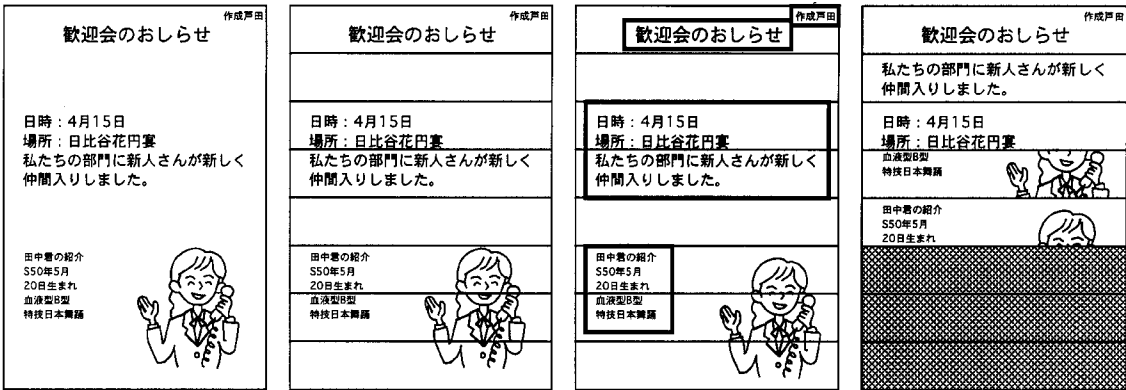 作成戸田
歓迎会のおしらせ
日時：4月15日
場所：日比谷花円宴
私たちの部門に新人さんが新しく
仲間入りしました。
田中君の紹介
S50年5月
20日生まれ
血液型B型
特技日本舞踊
作成戸田
歓迎会のおしらせ
日時：4月15日
場所：日比谷花円宴
私たちの部門に新人さんが新しく
仲間入りしました。
田中君の紹介
S50年5月
20日生まれ
血液型B型
特技日本舞踊
作成戸田
歓迎会のおしらせ
日時：4月15日
場所：日比谷花円宴
私たちの部門に新人さんが新しく
仲間入りしました。
田中君の紹介
S50年5月
20日生まれ
血液型B型
特技日本舞踊
作成戸田
歓迎会のおしらせ
私たちの部門に新人さんが新しく
仲間入りしました。
日時：4月15日
場所：日比谷花円宴
血液型B型
特技日本舞踊
田中君の紹介
S50年5月
20日生まれ